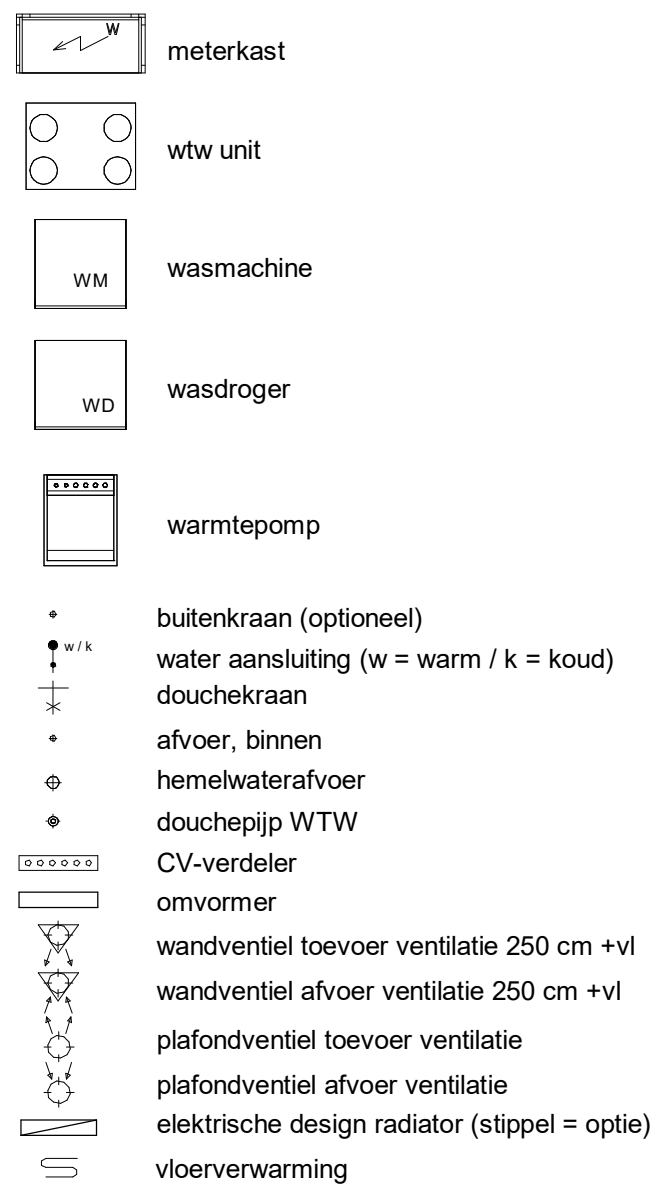 W meterkast
wtw unit
WM wasmachine
WD wasdroger
warmtepomp
buitenkraan (optioneel)
w / k water aansluiting (w = warm / k = koud)
douchekraan
afvoer, binnen
hemelwaterafvoer
douchepijp WTW
CV-verdeler
omvormer
wandventiel toevoer ventilatie 250 cm +vl
wandventiel afvoer ventilatie 250 cm +vl
plafondventiel toevoer ventilatie
plafondventiel afvoer ventilatie
elektrische design radiator (stippel = optie)
vloerverwarming